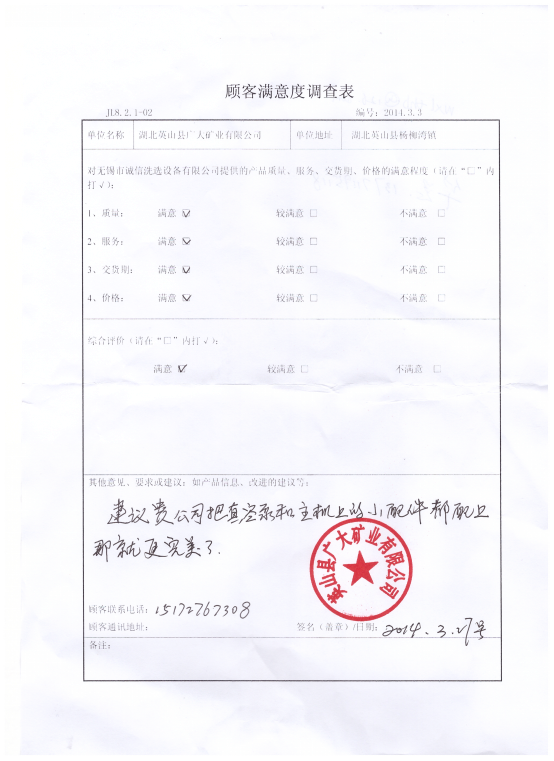 顾客满意度调查表
JL8.2.1-02 编号：2014.3.3
单位名称 湖北英山县广大矿业有限公司 单位地址 湖北英山县杨柳湾镇
对无锡市诚信洗选设备有限公司提供的产品质量、服务、交货期、价格的满意程度（请在“□”内
打√）：
1、质量： 满意 ☑ 较满意 □ 不满意 □
2、服务： 满意 ☑ 较满意 □ 不满意 □
3、交货期： 满意 ☑ 较满意 □ 不满意 □
4、价格： 满意 ☑ 较满意 □ 不满意 □
综合评价（请在“□”内打√）：
满意 ☑ 较满意 □ 不满意 □
其他意见、要求或建议：如产品信息、改进的建议等：
建议贵公司把真空泵和主机上的小配件都配上
那就更完美了.
英山县广大矿业有限公司
顾客联系电话：15172767308
顾客通讯地址： 签名（盖章）/日期：2014.3.27号
备注：